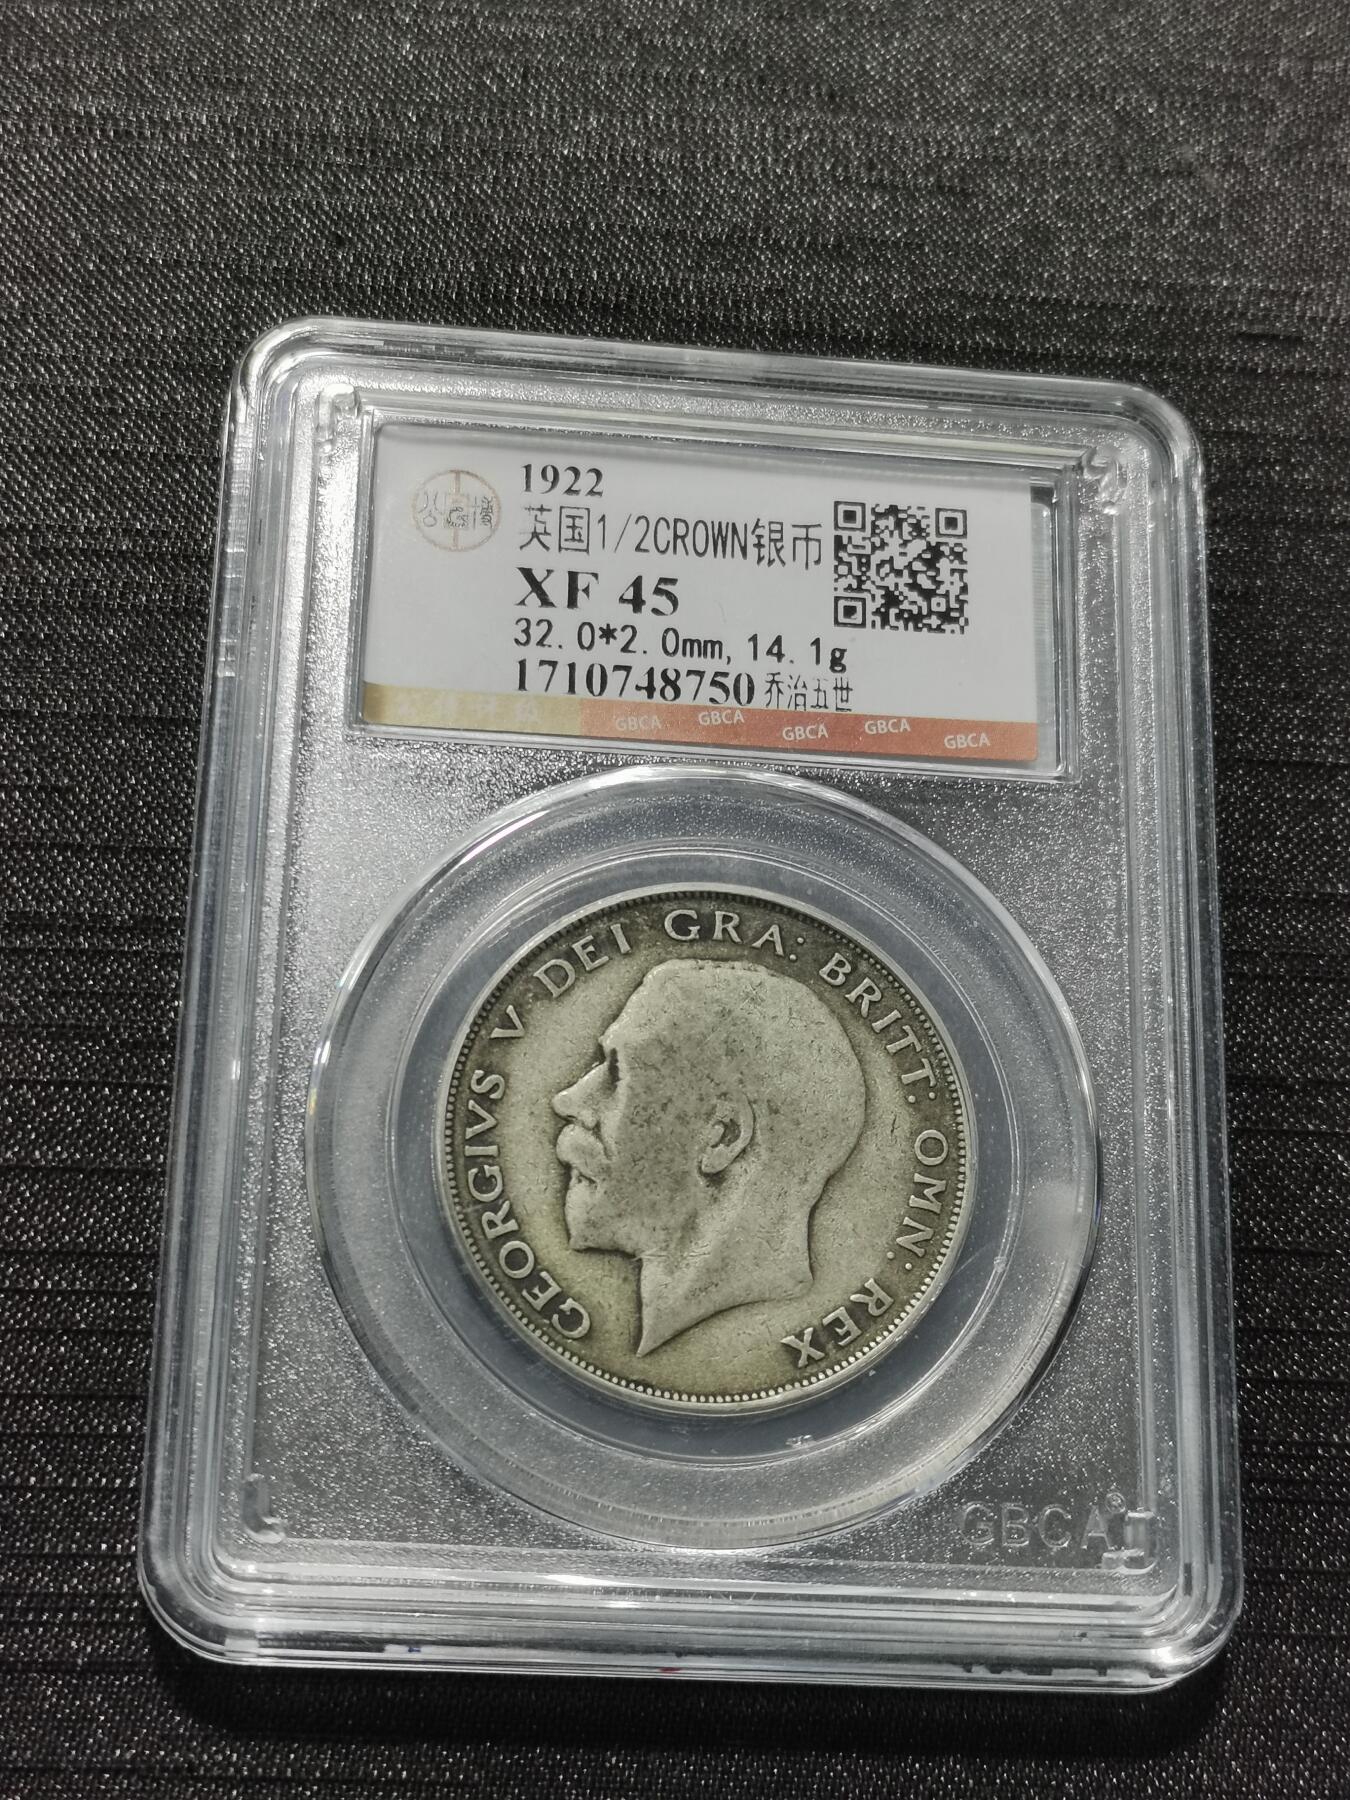 1922
英国1/2CROWN银币
XF 45
32.0*2.0mm, 14.1g
1710748750 乔治五世
GBCA GBCA GBCA GBCA GBCA
GEORGIVS V DEI GRA: BRITT: OMN: REX
GBCA®